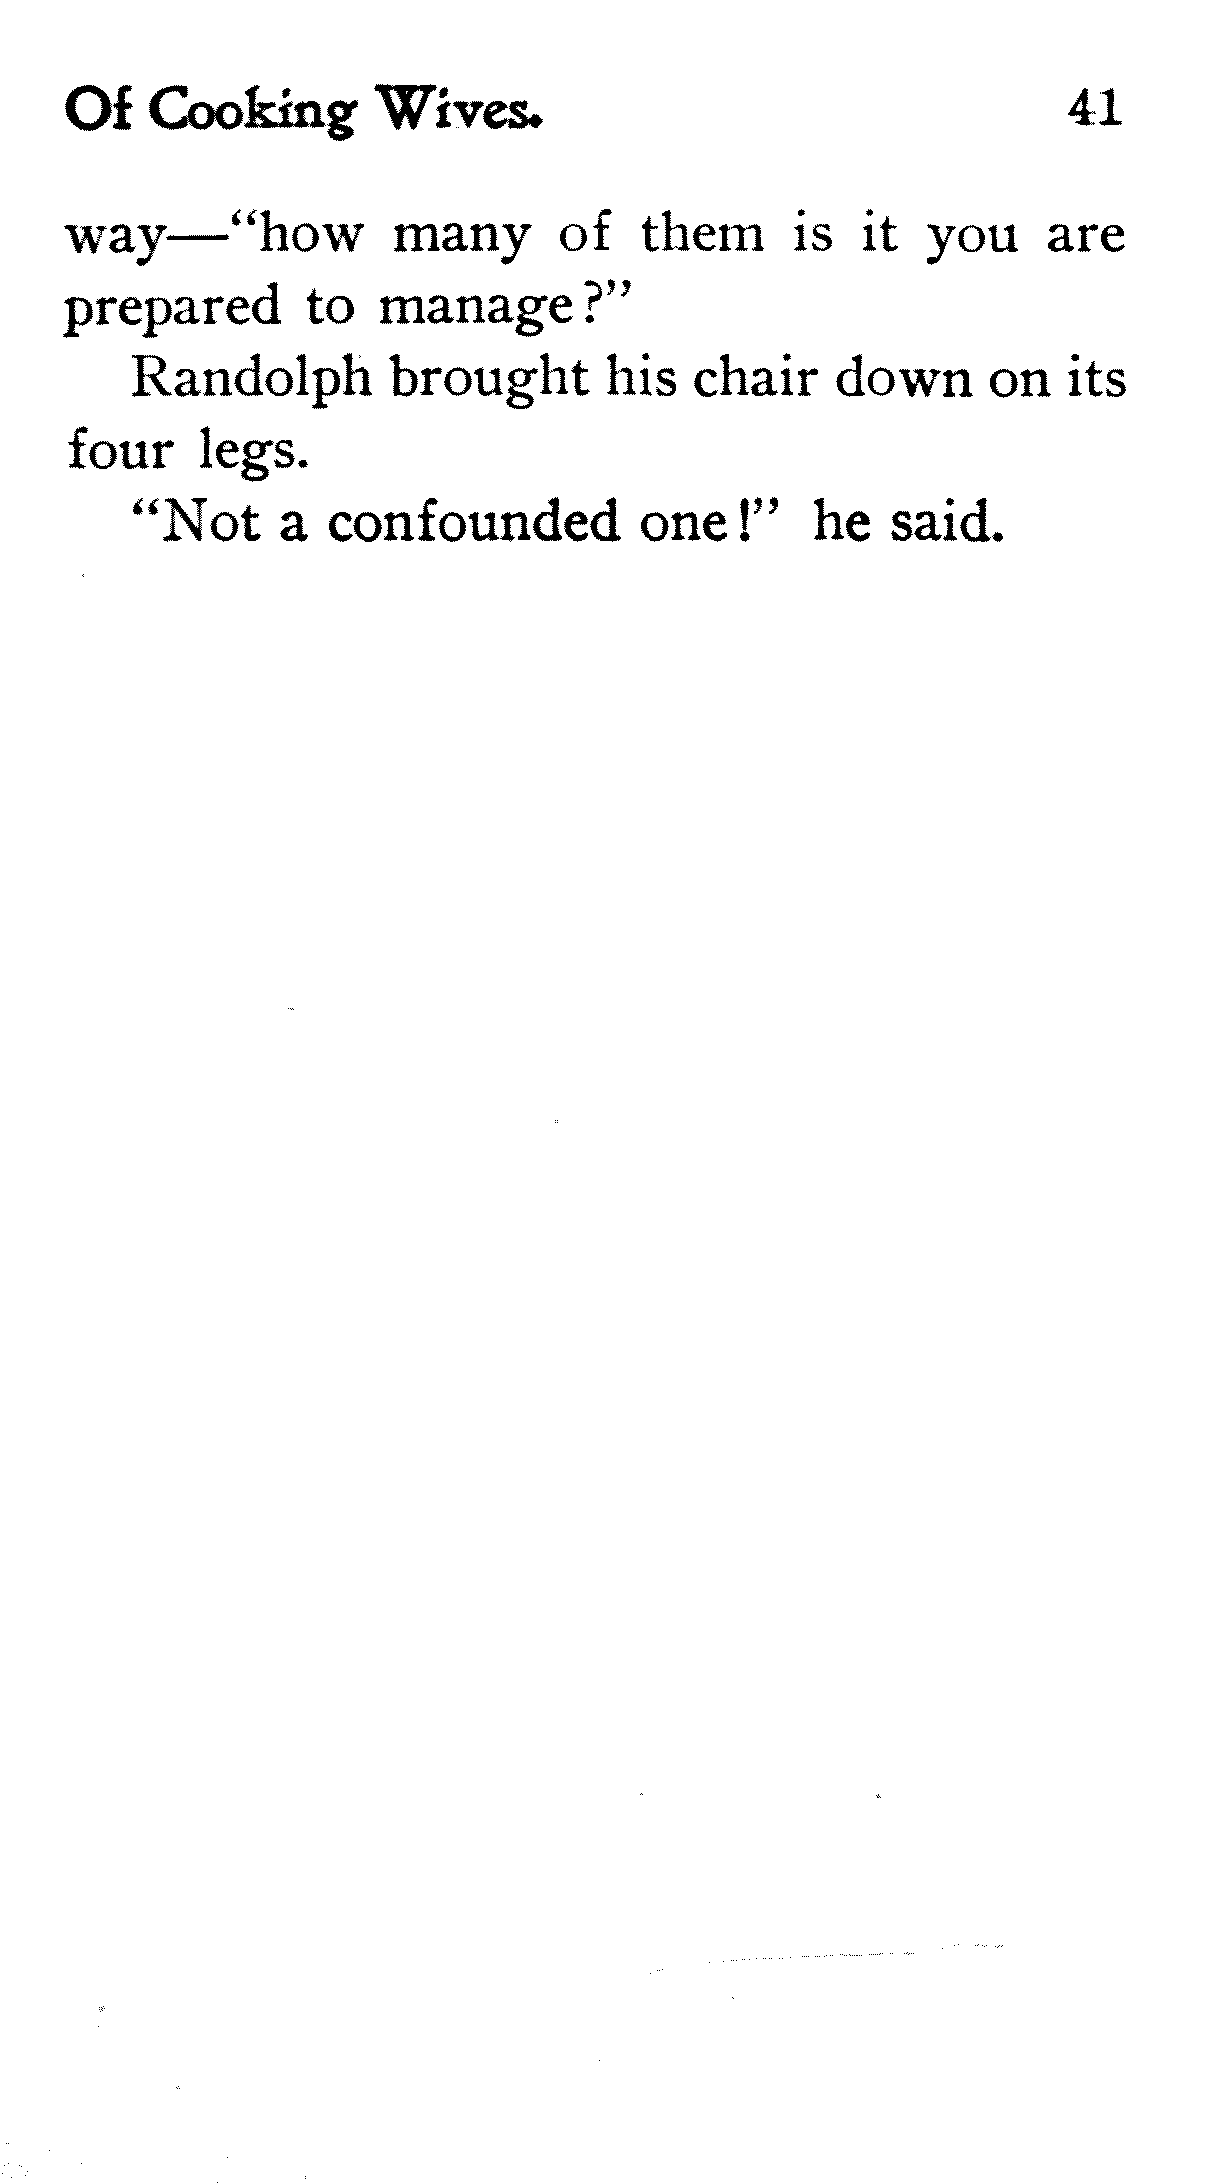 Of Cooking Wives. 41
way—“how many of them is it you are
prepared to manage?”
Randolph brought his chair down on its
four legs.
“Not a confounded one!” he said.